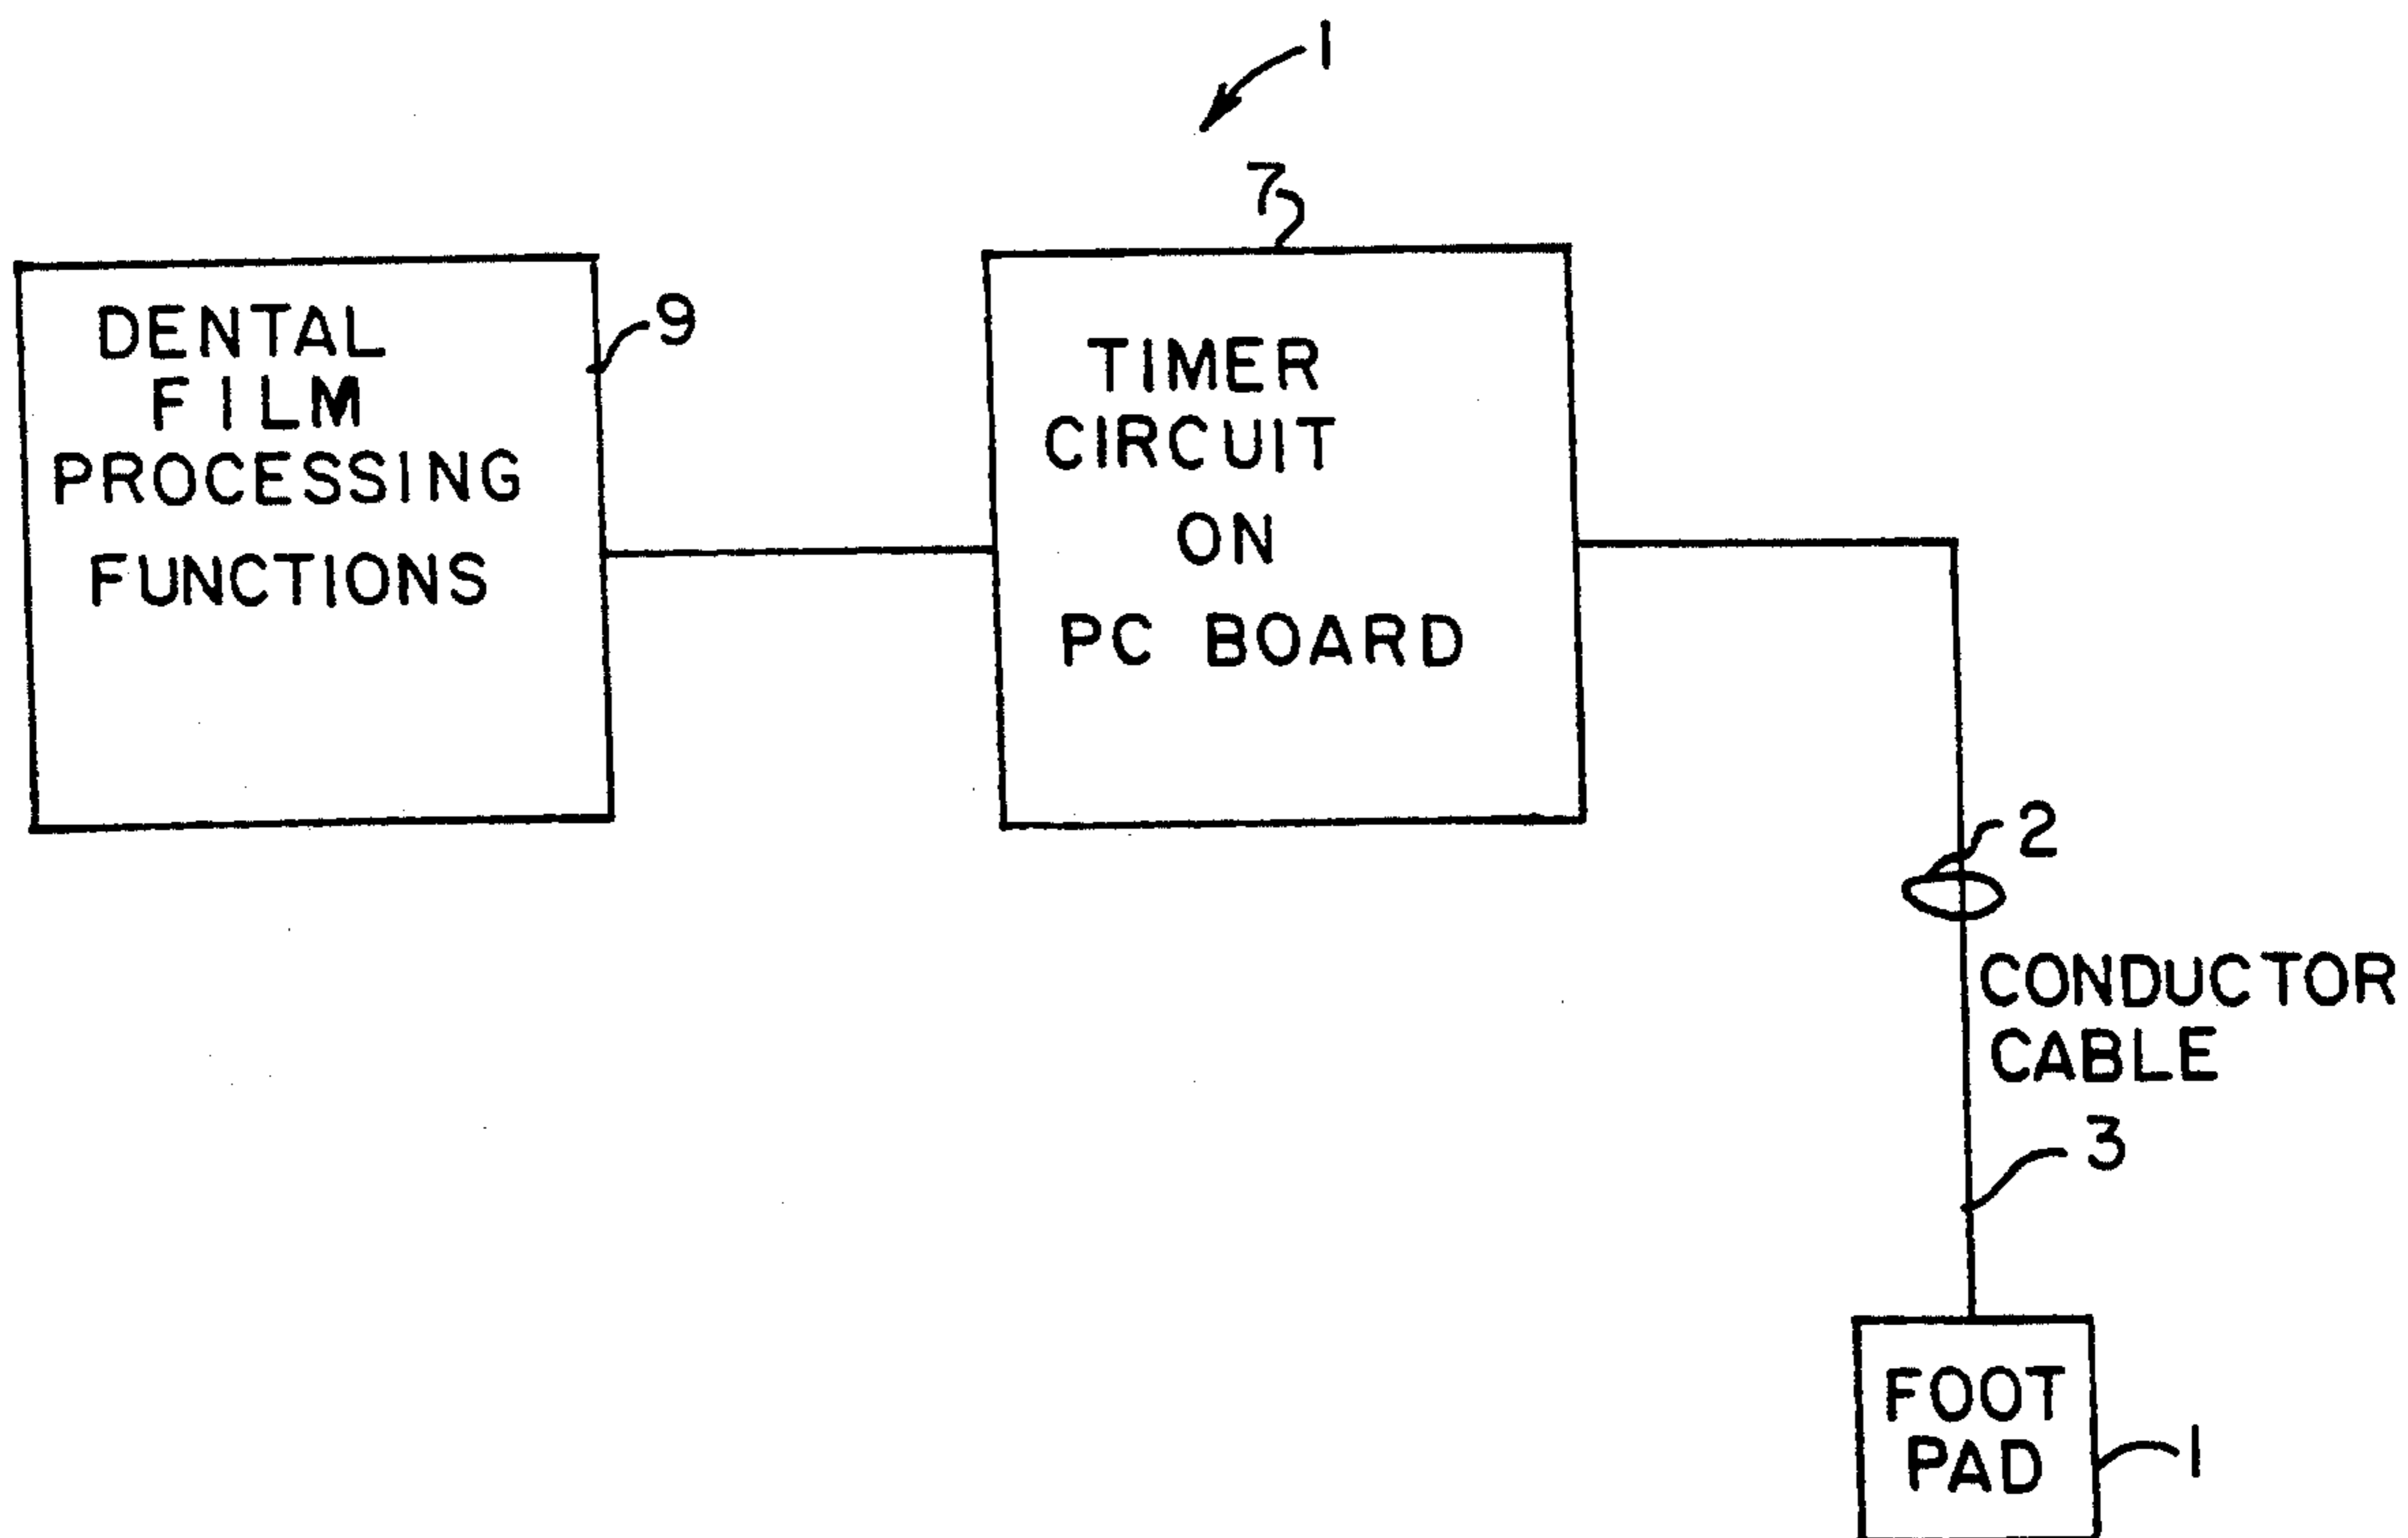 1
7
DENTAL
FILM
PROCESSING
FUNCTIONS
9
TIMER
CIRCUIT
ON
PC BOARD
2
CONDUCTOR
CABLE
3
FOOT
PAD
1